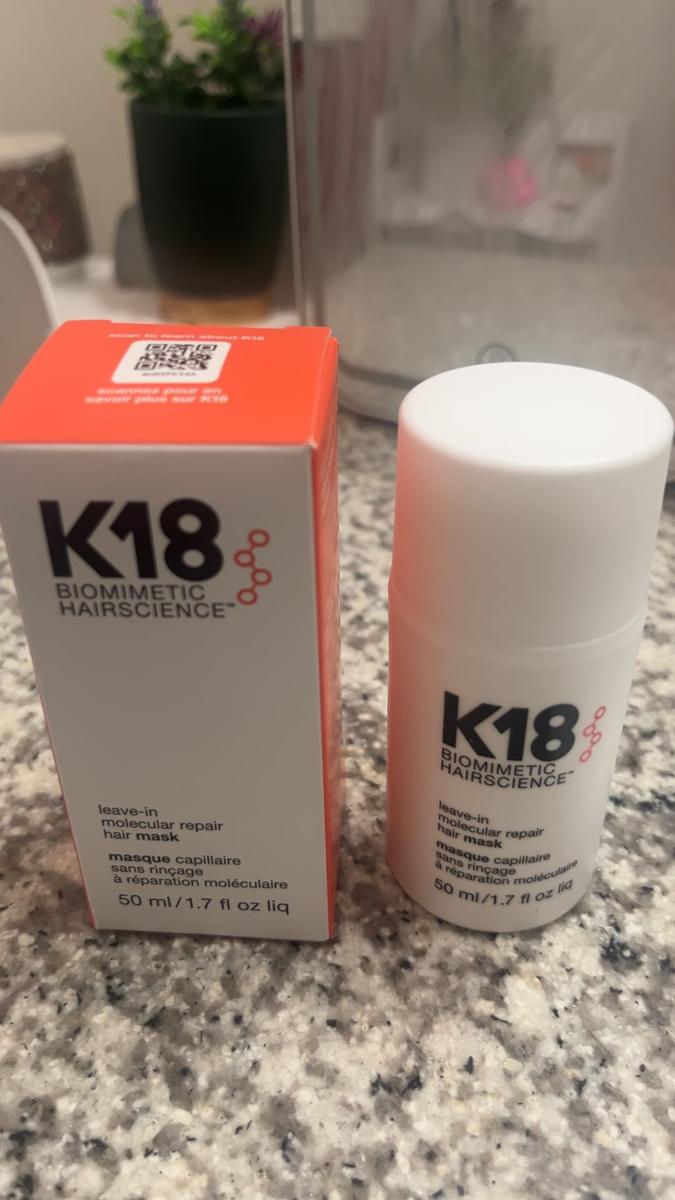 scan to learn about K18
scannez pour en
savoir plus sur K18
K18
BIOMIMETIC
HAIRSCIENCE™
leave-in
molecular repair
hair mask
masque capillaire
sans rinçage
à réparation moléculaire
50 ml/1.7 fl oz liq
K18
BIOMIMETIC
HAIRSCIENCE™
leave-in
molecular repair
hair mask
masque capillaire
sans rinçage
à réparation moléculaire
50 ml/1.7 fl oz liq